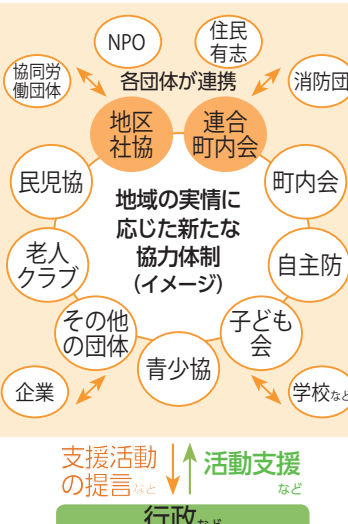 NPO
住民
有志
協同労
働団体
各団体が連携
消防団
地区
社協
連合
町内会
民児協
町内会
地域の実情に
応じた新たな
協力体制
(イメージ)
老人
クラブ
自主防
その他
の団体
子ども
会
青少協
企業
学校など
支援活動
の提言など
活動支援
など
行政など